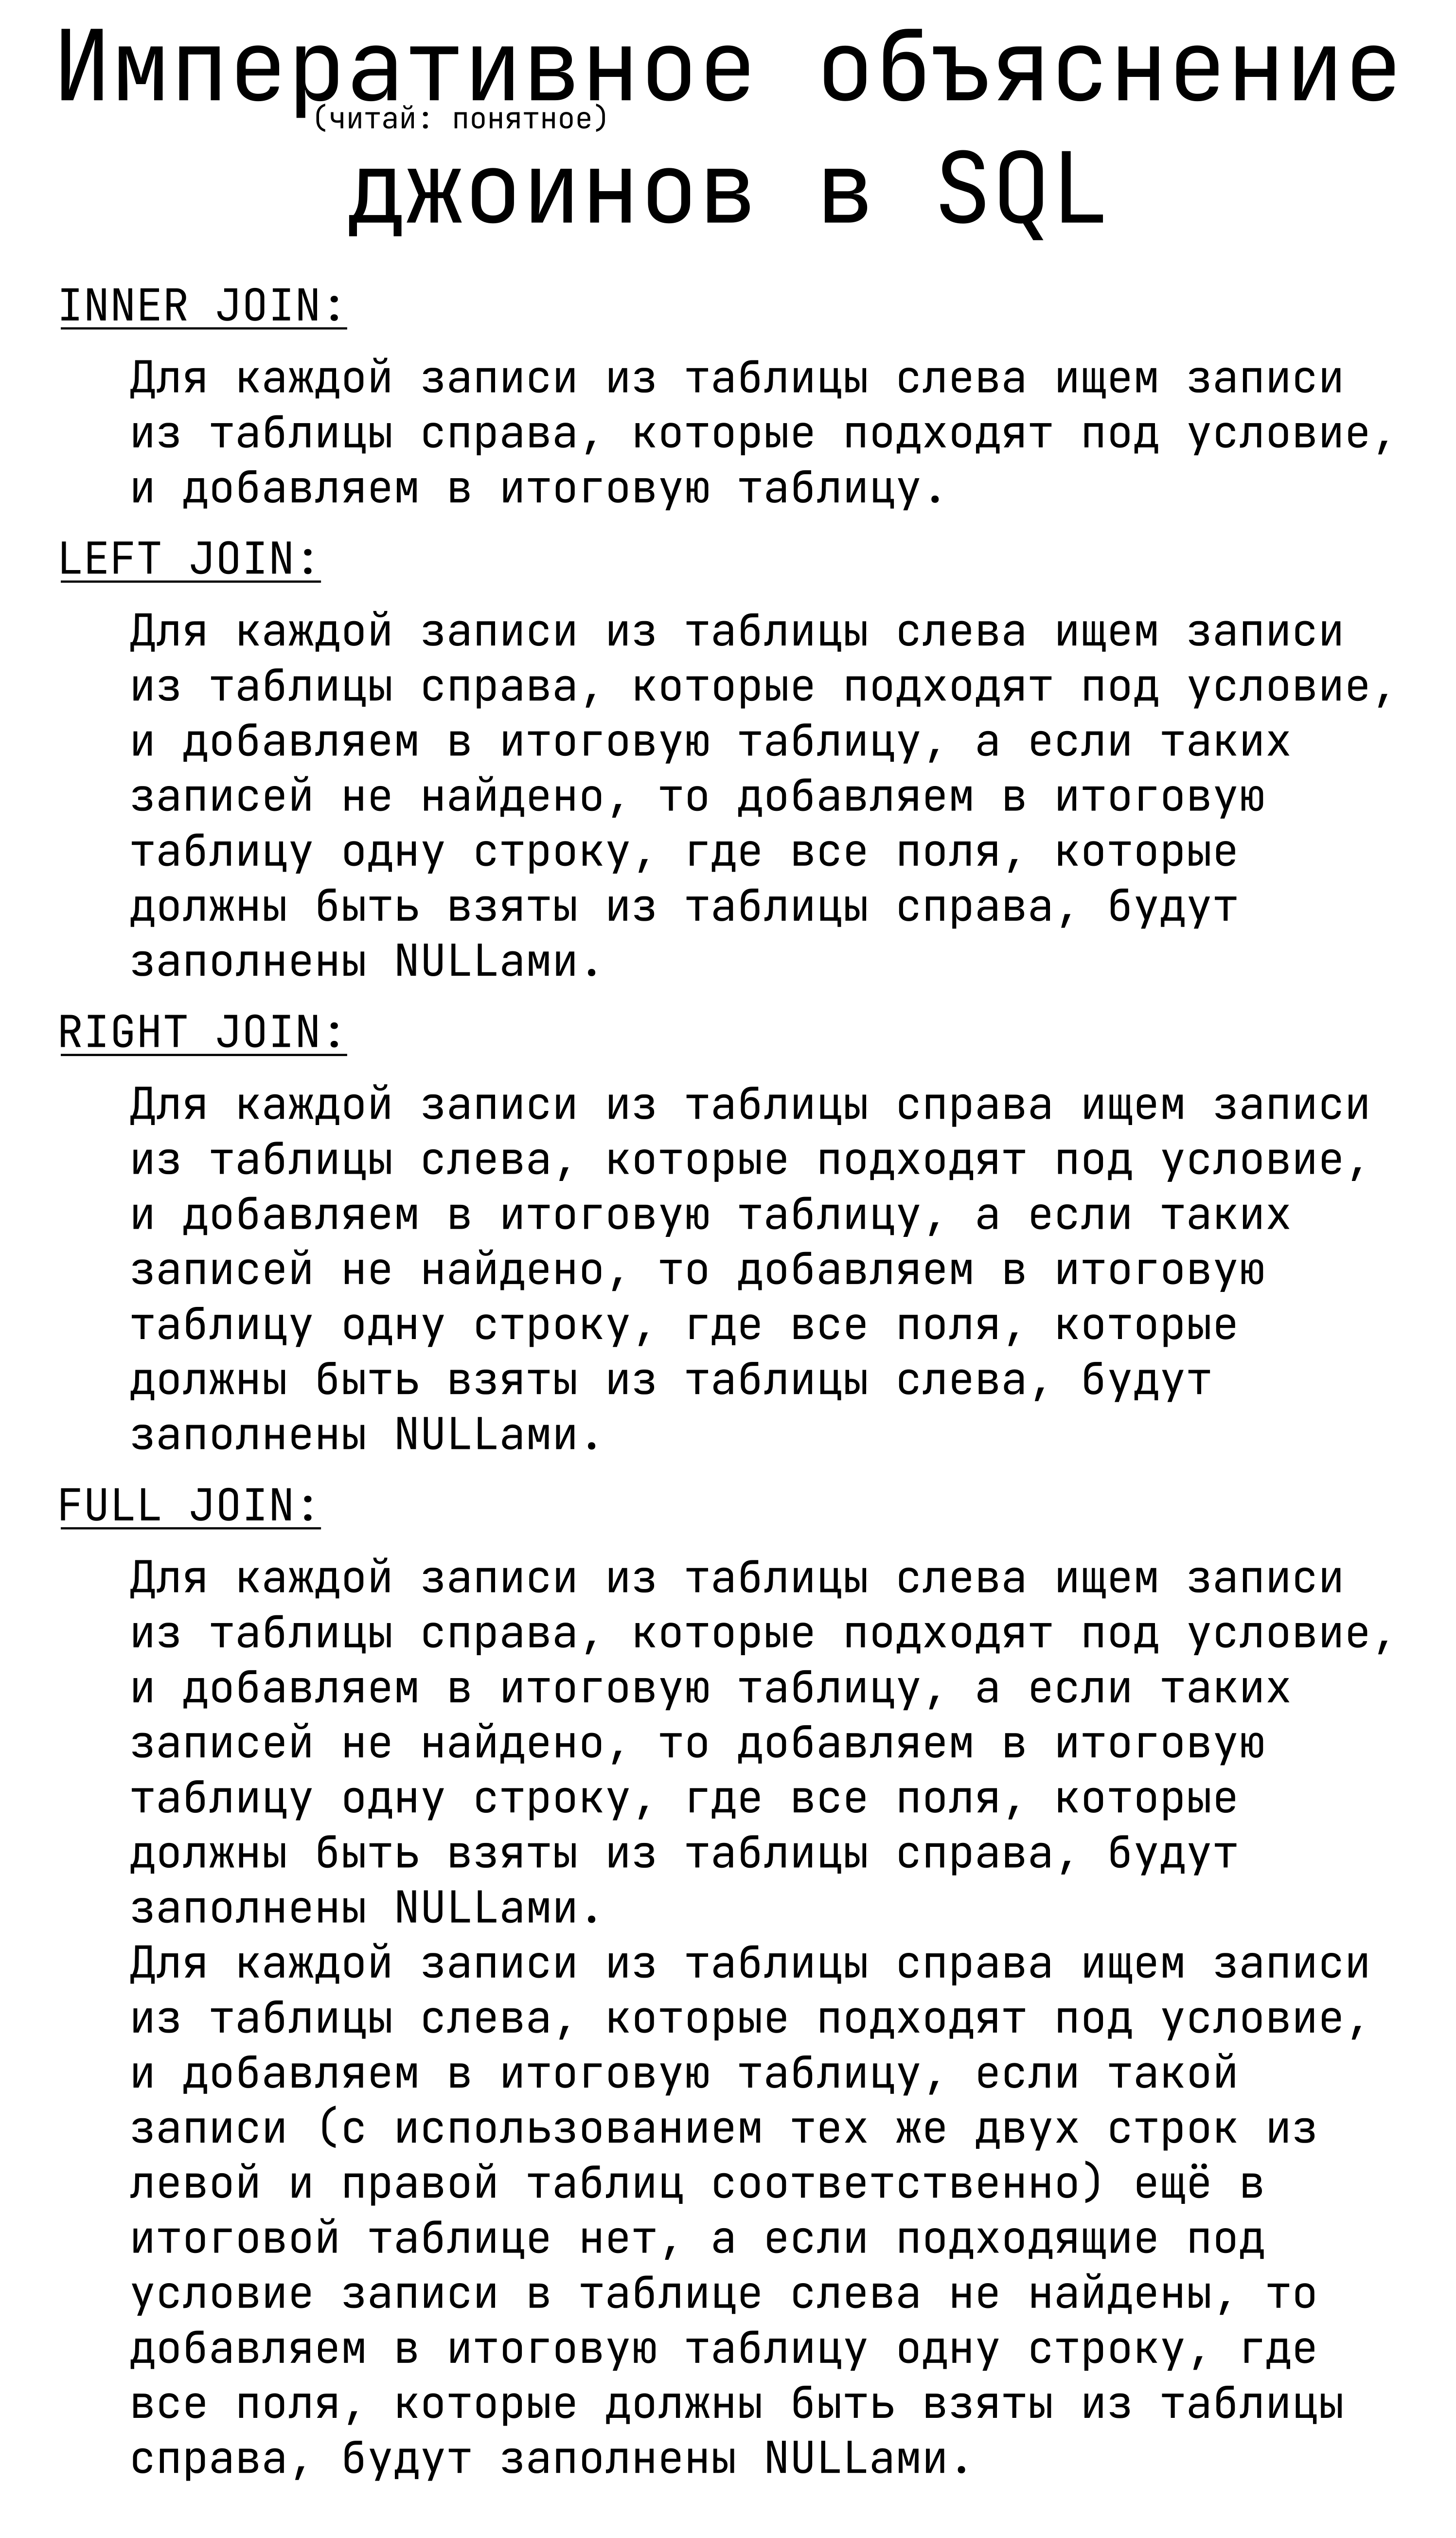 Императивное объяснение
(читай: понятное)
джоинов в SQL
INNER JOIN:
Для каждой записи из таблицы слева ищем записи
из таблицы справа, которые подходят под условие,
и добавляем в итоговую таблицу.
LEFT JOIN:
Для каждой записи из таблицы слева ищем записи
из таблицы справа, которые подходят под условие,
и добавляем в итоговую таблицу, а если таких
записей не найдено, то добавляем в итоговую
таблицу одну строку, где все поля, которые
должны быть взяты из таблицы справа, будут
заполнены NULLами.
RIGHT JOIN:
Для каждой записи из таблицы справа ищем записи
из таблицы слева, которые подходят под условие,
и добавляем в итоговую таблицу, а если таких
записей не найдено, то добавляем в итоговую
таблицу одну строку, где все поля, которые
должны быть взяты из таблицы слева, будут
заполнены NULLами.
FULL JOIN:
Для каждой записи из таблицы слева ищем записи
из таблицы справа, которые подходят под условие,
и добавляем в итоговую таблицу, а если таких
записей не найдено, то добавляем в итоговую
таблицу одну строку, где все поля, которые
должны быть взяты из таблицы справа, будут
заполнены NULLами.
Для каждой записи из таблицы справа ищем записи
из таблицы слева, которые подходят под условие,
и добавляем в итоговую таблицу, если такой
записи (с использованием тех же двух строк из
левой и правой таблиц соответственно) ещё в
итоговой таблице нет, а если подходящие под
условие записи в таблице слева не найдены, то
добавляем в итоговую таблицу одну строку, где
все поля, которые должны быть взяты из таблицы
справа, будут заполнены NULLами.